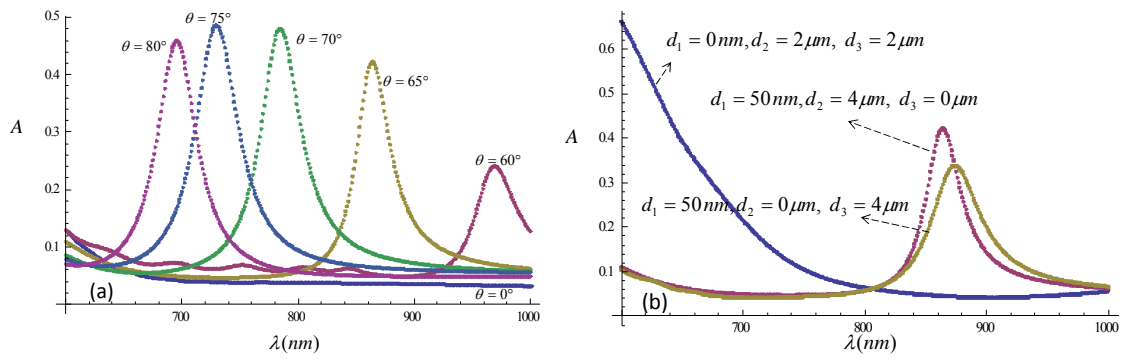 0.5
0.4
0.3
0.2
0.1
A
θ = 80°
θ = 75°
θ = 70°
θ = 65°
θ = 60°
θ = 0°
(a)
700
800
900
1000
λ(nm)
0.6
0.5
0.4
0.3
0.2
0.1
A
d₁ = 0nm, d₂ = 2μm, d₃ = 2μm
d₁ = 50nm, d₂ = 4μm, d₃ = 0μm
d₁ = 50nm, d₂ = 0μm, d₃ = 4μm
(b)
700
800
900
1000
λ(nm)